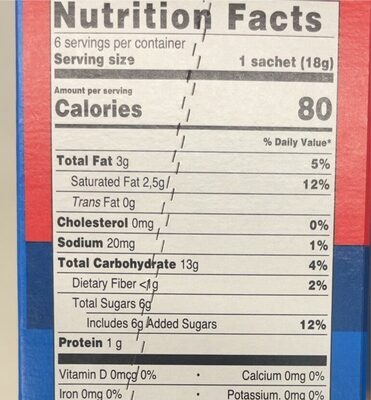 Nutrition Facts
6 servings per container
Serving size 1 sachet (18g)
Amount per serving
Calories 80
% Daily Value*
Total Fat 3g 5%
Saturated Fat 2,5g 12%
Trans Fat 0g
Cholesterol 0mg 0%
Sodium 20mg 1%
Total Carbohydrate 13g 4%
Dietary Fiber <1g 2%
Total Sugars 6g
Includes 6g Added Sugars 12%
Protein 1 g
Vitamin D 0mcg 0% • Calcium 0mg 0%
Iron 0mg 0% • Potassium. 0mg 0%